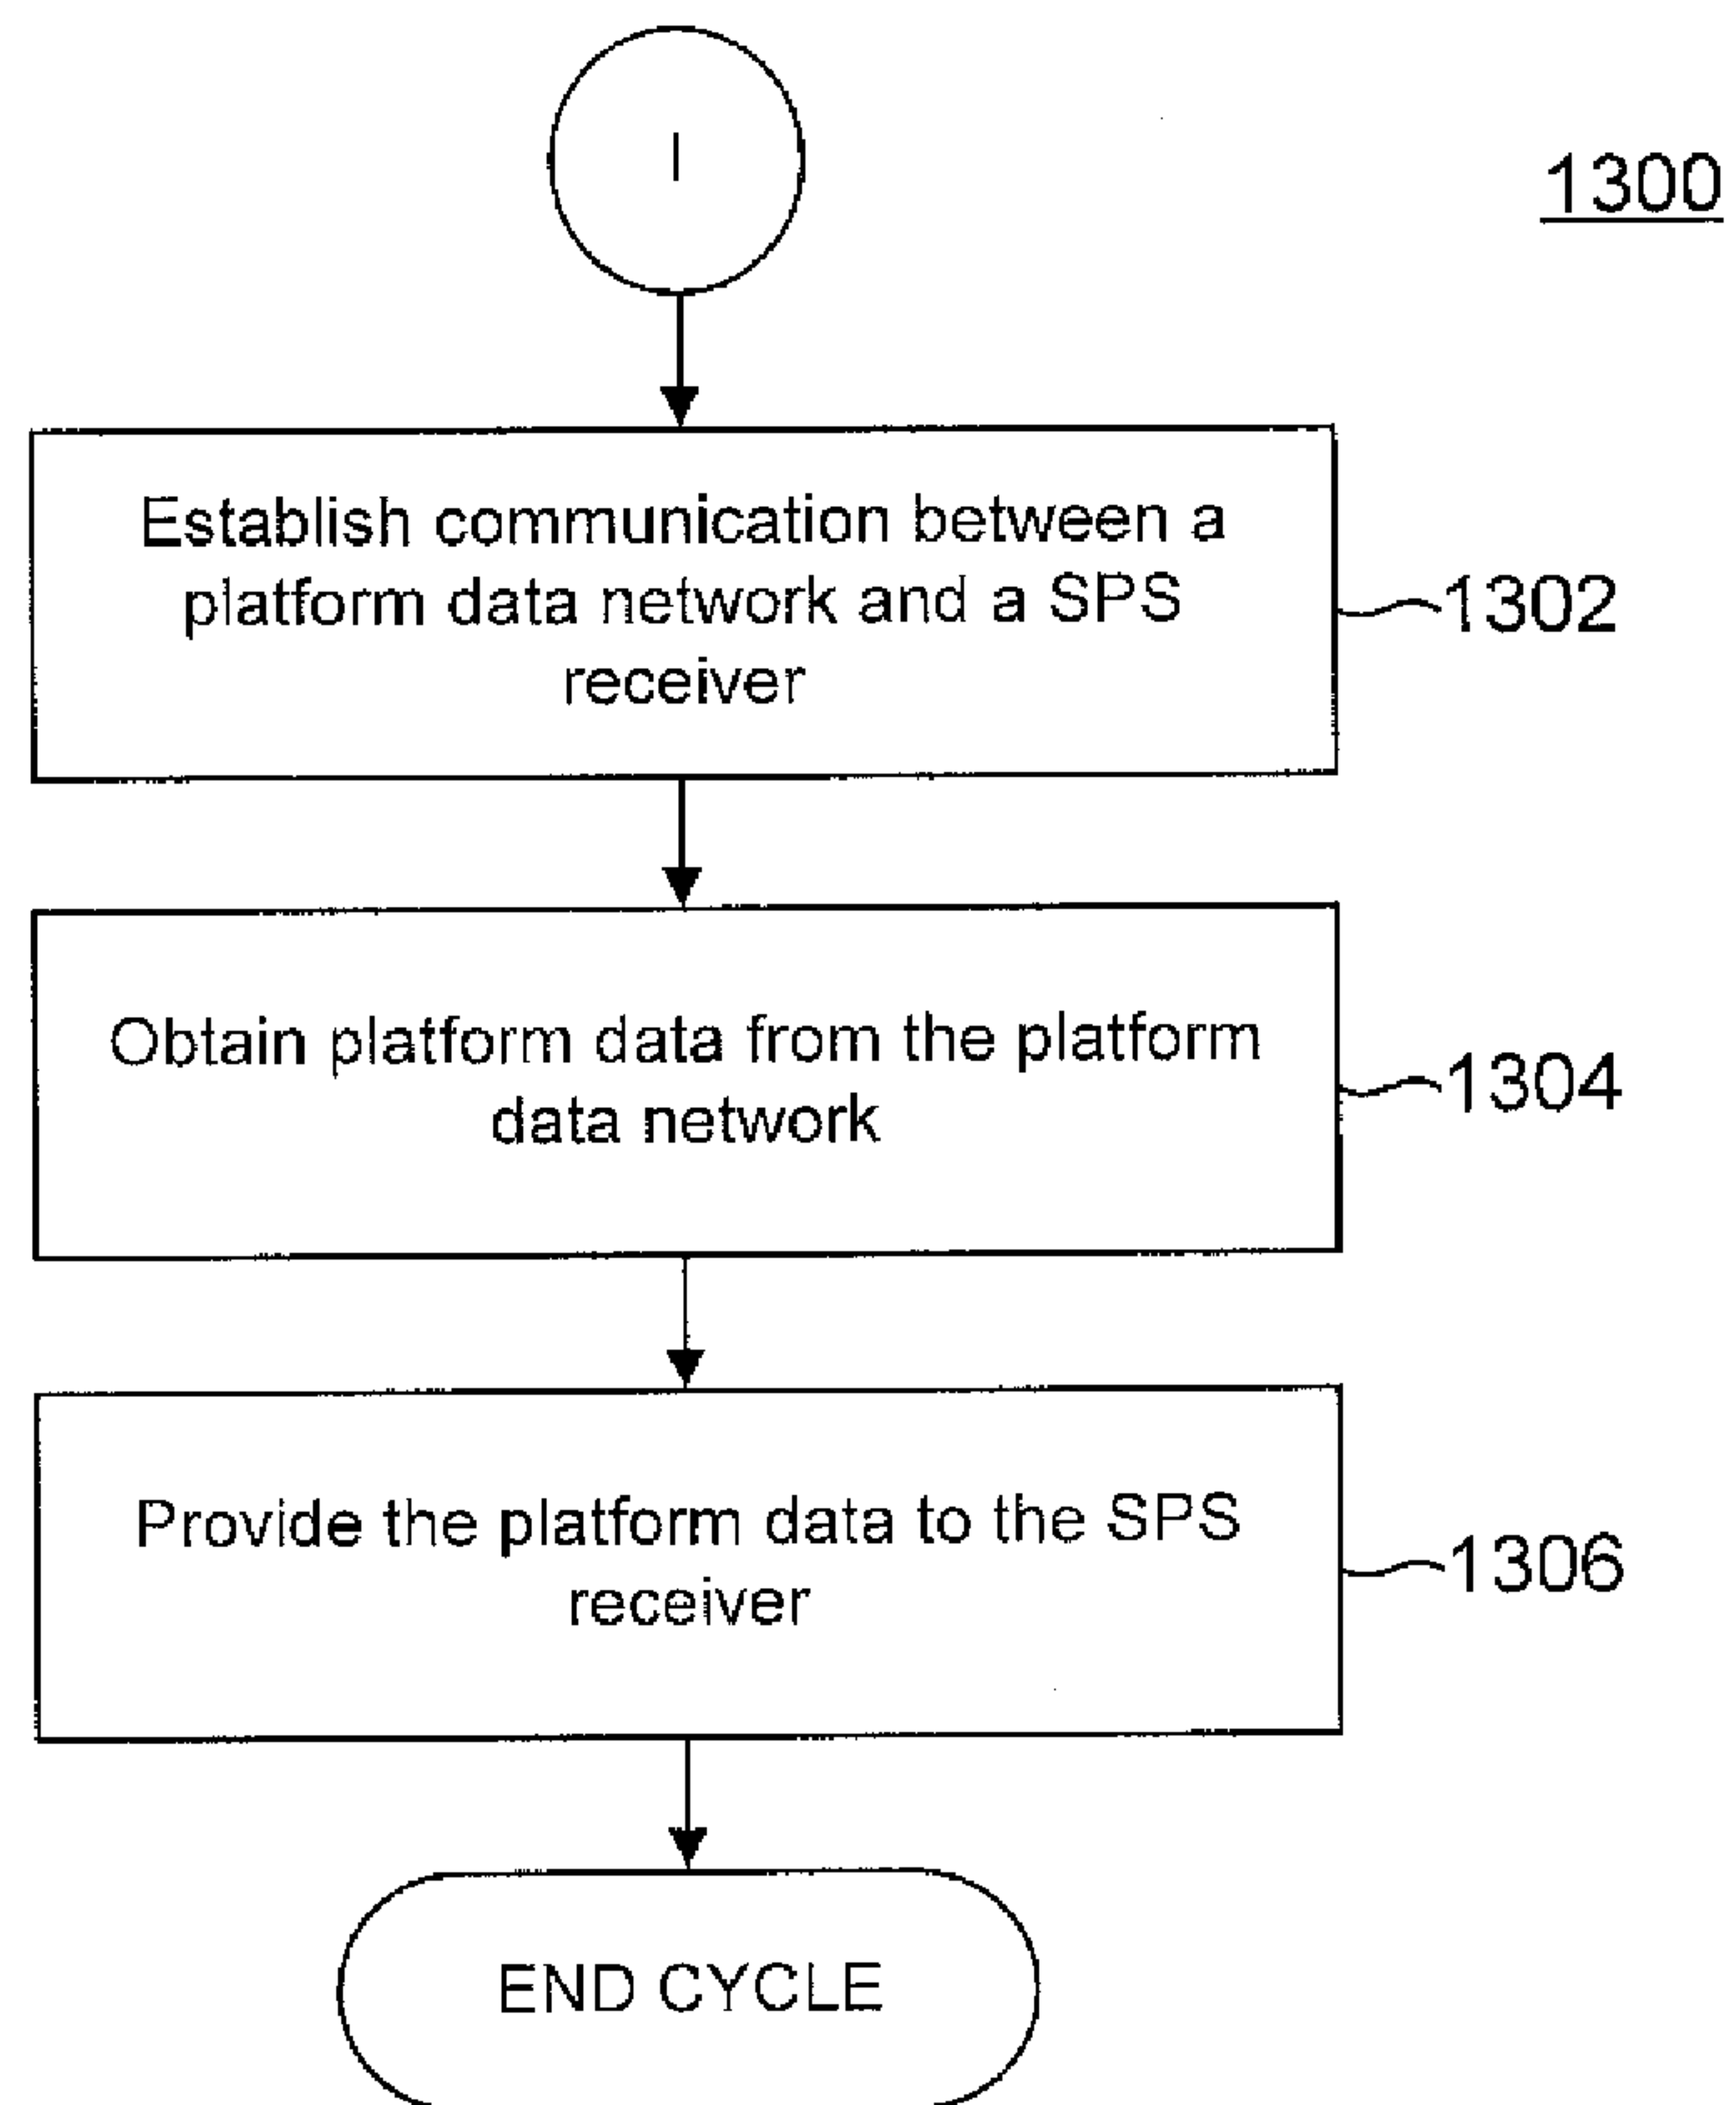 I
1300
Establish communication between a
platform data network and a SPS
receiver
1302
Obtain platform data from the platform
data network
1304
Provide the platform data to the SPS
receiver
1306
END CYCLE